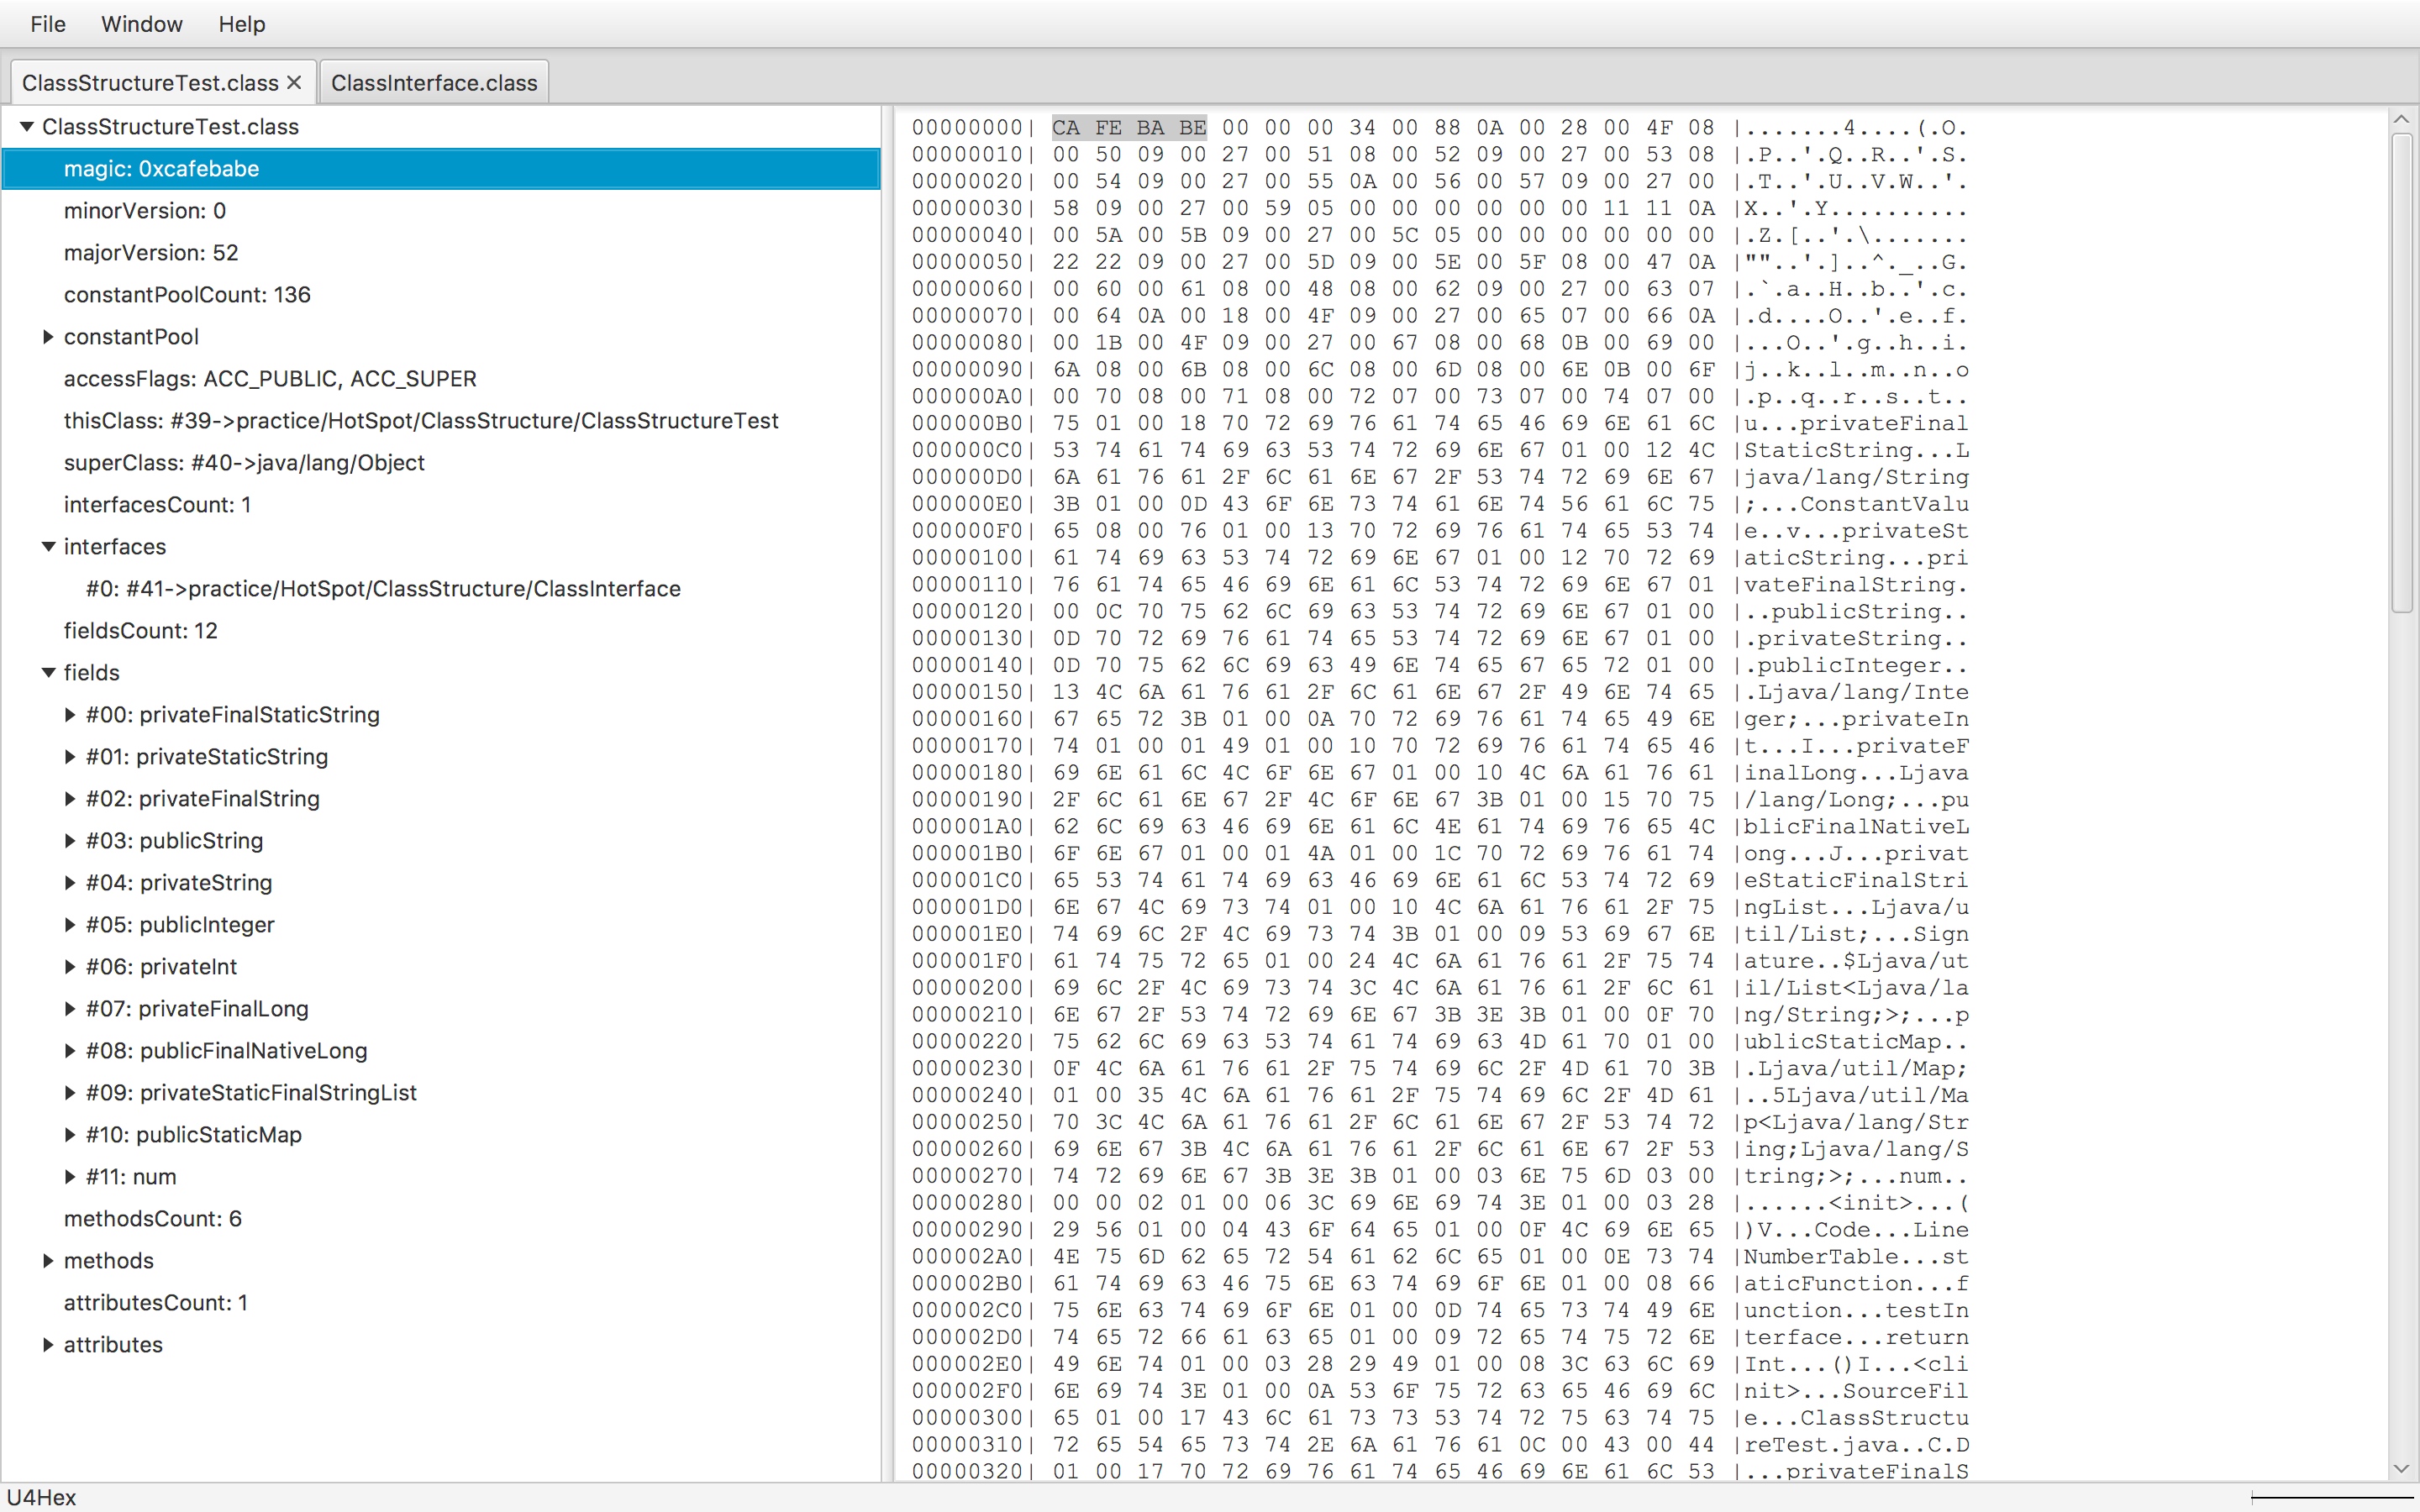 File Window Help
ClassStructureTest.class × ClassInterface.class
ClassStructureTest.class
magic: 0xcafebabe
minorVersion: 0
majorVersion: 52
constantPoolCount: 136
constantPool
accessFlags: ACC_PUBLIC, ACC_SUPER
thisClass: #39->practice/HotSpot/ClassStructure/ClassStructureTest
superClass: #40->java/lang/Object
interfacesCount: 1
interfaces
#0: #41->practice/HotSpot/ClassStructure/ClassInterface
fieldsCount: 12
fields
#00: privateFinalStaticString
#01: privateStaticString
#02: privateFinalString
#03: publicString
#04: privateString
#05: publicInteger
#06: privateInt
#07: privateFinalLong
#08: publicFinalNativeLong
#09: privateStaticFinalStringList
#10: publicStaticMap
#11: num
methodsCount: 6
methods
attributesCount: 1
attributes
00000000| CA FE BA BE 00 00 00 34 00 88 0A 00 28 00 4F 08 |.......4....(.O.
00000010| 00 50 09 00 27 00 51 08 00 52 09 00 27 00 53 08 |.P..'.Q..R..'.S.
00000020| 00 54 09 00 27 00 55 0A 00 56 00 57 09 00 27 00 |.T..'.U..V.W..'.
00000030| 58 09 00 27 00 59 05 00 00 00 00 00 00 11 11 0A |X..'.Y..........
00000040| 00 5A 00 5B 09 00 27 00 5C 05 00 00 00 00 00 00 |.Z.[..'.\.......
00000050| 22 22 09 00 27 00 5D 09 00 5E 00 5F 08 00 47 0A |""..'.]..^._..G.
00000060| 00 60 00 61 08 00 48 08 00 62 09 00 27 00 63 07 |.`.a..H..b..'.c.
00000070| 00 64 0A 00 18 00 4F 09 00 27 00 65 07 00 66 0A |.d....O..'.e..f.
00000080| 00 1B 00 4F 09 00 27 00 67 08 00 68 0B 00 69 00 |...O..'.g..h..i.
00000090| 6A 08 00 6B 08 00 6C 08 00 6D 08 00 6E 0B 00 6F |j..k..l..m..n..o
000000A0| 00 70 08 00 71 08 00 72 07 00 73 07 00 74 07 00 |.p..q..r..s..t..
000000B0| 75 01 00 18 70 72 69 76 61 74 65 46 69 6E 61 6C |u...privateFinal
000000C0| 53 74 61 74 69 63 53 74 72 69 6E 67 01 00 12 4C |StaticString...L
000000D0| 6A 61 76 61 2F 6C 61 6E 67 2F 53 74 72 69 6E 67 |java/lang/String
000000E0| 3B 01 00 0D 43 6F 6E 73 74 61 6E 74 56 61 6C 75 |;...ConstantValu
000000F0| 65 08 00 76 01 00 13 70 72 69 76 61 74 65 53 74 |e..v...privateSt
00000100| 61 74 69 63 53 74 72 69 6E 67 01 00 12 70 72 69 |aticString...pri
00000110| 76 61 74 65 46 69 6E 61 6C 53 74 72 69 6E 67 01 |vateFinalString.
00000120| 00 0C 70 75 62 6C 69 63 53 74 72 69 6E 67 01 00 |..publicString..
00000130| 0D 70 72 69 76 61 74 65 53 74 72 69 6E 67 01 00 |.privateString..
00000140| 0D 70 75 62 6C 69 63 49 6E 74 65 67 65 72 01 00 |.publicInteger..
00000150| 13 4C 6A 61 76 61 2F 6C 61 6E 67 2F 49 6E 74 65 |.Ljava/lang/Inte
00000160| 67 65 72 3B 01 00 0A 70 72 69 76 61 74 65 49 6E |ger;...privateIn
00000170| 74 01 00 01 49 01 00 10 70 72 69 76 61 74 65 46 |t...I...privateF
00000180| 69 6E 61 6C 4C 6F 6E 67 01 00 10 4C 6A 61 76 61 |inalLong...Ljava
00000190| 2F 6C 61 6E 67 2F 4C 6F 6E 67 3B 01 00 15 70 75 |/lang/Long;...pu
000001A0| 62 6C 69 63 46 69 6E 61 6C 4E 61 74 69 76 65 4C |blicFinalNativeL
000001B0| 6F 6E 67 01 00 01 4A 01 00 1C 70 72 69 76 61 74 |ong...J...privat
000001C0| 65 53 74 61 74 69 63 46 69 6E 61 6C 53 74 72 69 |eStaticFinalStri
000001D0| 6E 67 4C 69 73 74 01 00 10 4C 6A 61 76 61 2F 75 |ngList...Ljava/u
000001E0| 74 69 6C 2F 4C 69 73 74 3B 01 00 09 53 69 67 6E |til/List;...Sign
000001F0| 61 74 75 72 65 01 00 24 4C 6A 61 76 61 2F 75 74 |ature..$Ljava/ut
00000200| 69 6C 2F 4C 69 73 74 3C 4C 6A 61 76 61 2F 6C 61 |il/List<Ljava/la
00000210| 6E 67 2F 53 74 72 69 6E 67 3B 3E 3B 01 00 0F 70 |ng/String;>;...p
00000220| 75 62 6C 69 63 53 74 61 74 69 63 4D 61 70 01 00 |ublicStaticMap..
00000230| 0F 4C 6A 61 76 61 2F 75 74 69 6C 2F 4D 61 70 3B |.Ljava/util/Map;
00000240| 01 00 35 4C 6A 61 76 61 2F 75 74 69 6C 2F 4D 61 |..5Ljava/util/Ma
00000250| 70 3C 4C 6A 61 76 61 2F 6C 61 6E 67 2F 53 74 72 |p<Ljava/lang/Str
00000260| 69 6E 67 3B 4C 6A 61 76 61 2F 6C 61 6E 67 2F 53 |ing;Ljava/lang/S
00000270| 74 72 69 6E 67 3B 3E 3B 01 00 03 6E 75 6D 03 00 |tring;>;...num..
00000280| 00 00 02 01 00 06 3C 69 6E 69 74 3E 01 00 03 28 |......<init>...(
00000290| 29 56 01 00 04 43 6F 64 65 01 00 0F 4C 69 6E 65 |)V...Code...Line
000002A0| 4E 75 6D 62 65 72 54 61 62 6C 65 01 00 0E 73 74 |NumberTable...st
000002B0| 61 74 69 63 46 75 6E 63 74 69 6F 6E 01 00 08 66 |aticFunction...f
000002C0| 75 6E 63 74 69 6F 6E 01 00 0D 74 65 73 74 49 6E |unction...testIn
000002D0| 74 65 72 66 61 63 65 01 00 09 72 65 74 75 72 6E |terface...return
000002E0| 49 6E 74 01 00 03 28 29 49 01 00 08 3C 63 6C 69 |Int...()I...<cli
000002F0| 6E 69 74 3E 01 00 0A 53 6F 75 72 63 65 46 69 6C |nit>...SourceFil
00000300| 65 01 00 17 43 6C 61 73 73 53 74 72 75 63 74 75 |e...ClassStructu
00000310| 72 65 54 65 73 74 2E 6A 61 76 61 0C 00 43 00 44 |reTest.java..C.D
00000320| 01 00 17 70 72 69 76 61 74 65 46 69 6E 61 6C 53 |...privateFinalS
U4Hex